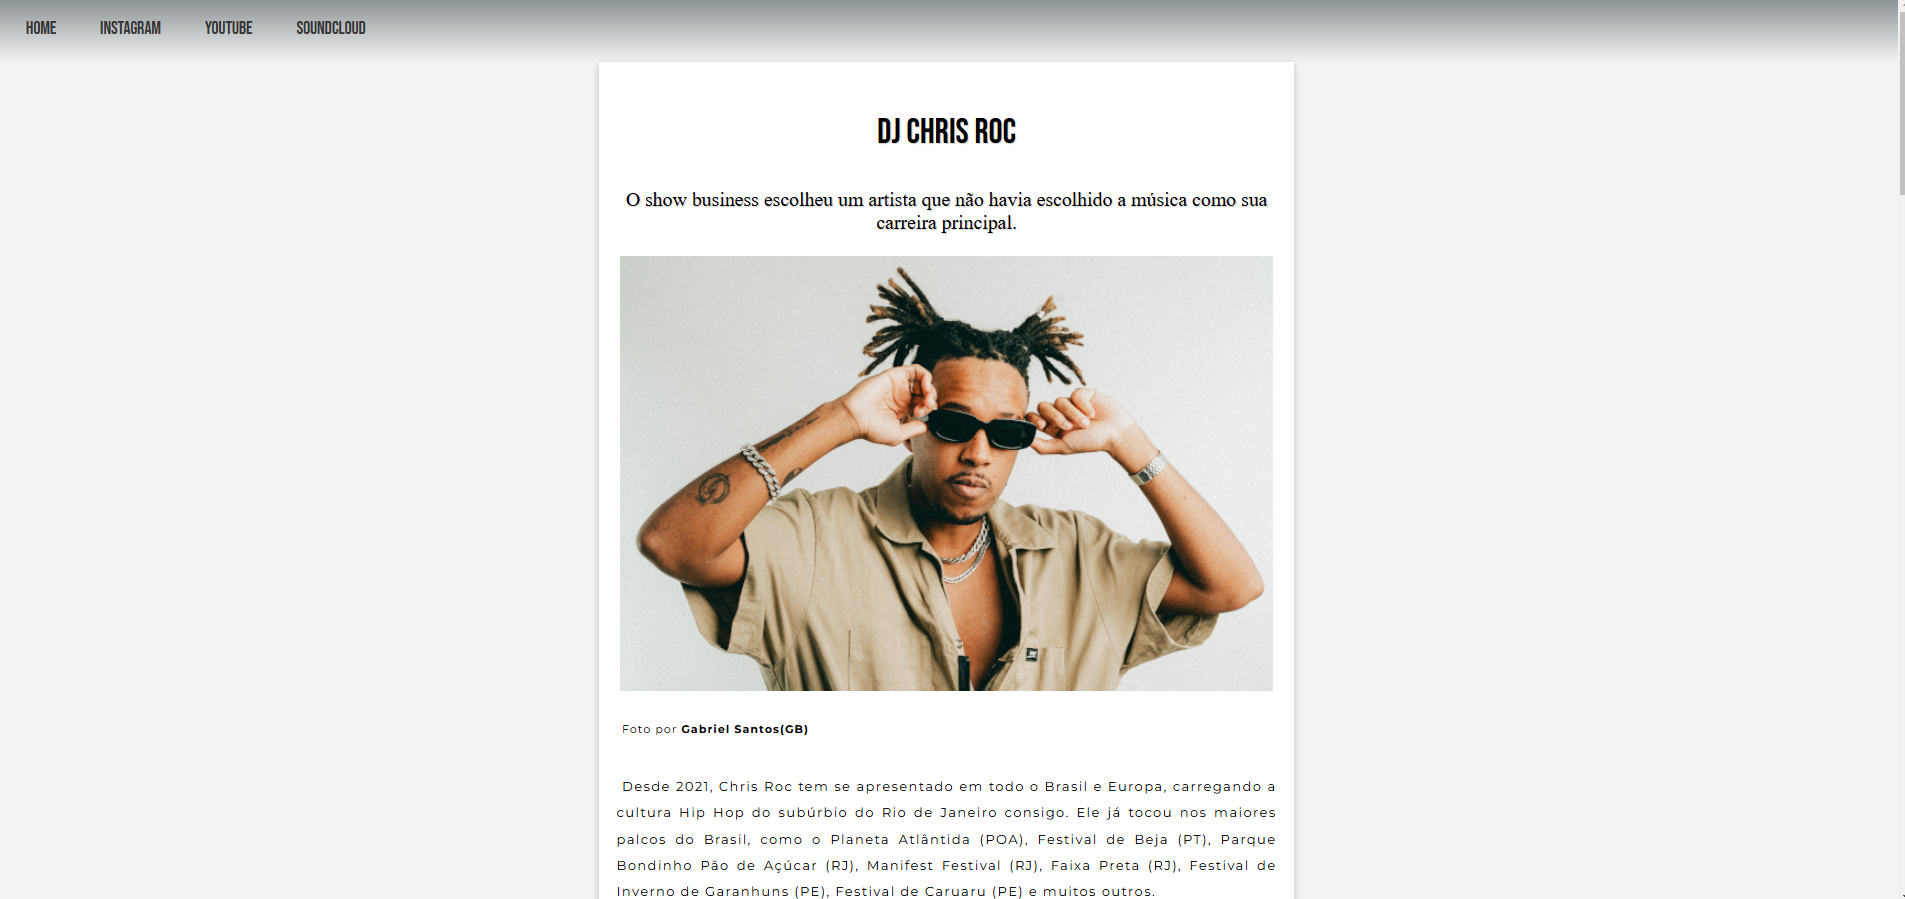 HOME INSTAGRAM YOUTUBE SOUNDCLOUD
DJ CHRIS ROC
O show business escolheu um artista que não havia escolhido a música como sua
carreira principal.
Foto por Gabriel Santos(GB)
Desde 2021, Chris Roc tem se apresentado em todo o Brasil e Europa, carregando a
cultura Hip Hop do subúrbio do Rio de Janeiro consigo. Ele já tocou nos maiores
palcos do Brasil, como o Planeta Atlântida (POA), Festival de Beja (PT), Parque
Bondinho Pão de Açúcar (RJ), Manifest Festival (RJ), Faixa Preta (RJ), Festival de
Inverno de Garanhuns (PE), Festival de Caruaru (PE) e muitos outros.